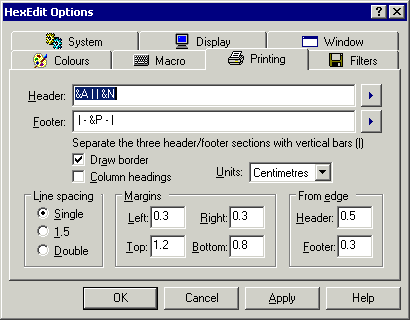 HexEdit Options
System Display Window
Colours Macro Printing Filters
Header: &A | | &N
Footer: | - &P - |
Separate the three header/footer sections with vertical bars (|)
Draw border
Column headings
Units: Centimetres
Line spacing
Single
1.5
Double
Margins
Left: 0.3 Right: 0.3
Top: 1.2 Bottom: 0.8
From edge
Header: 0.5
Footer: 0.3
OK Cancel Apply Help